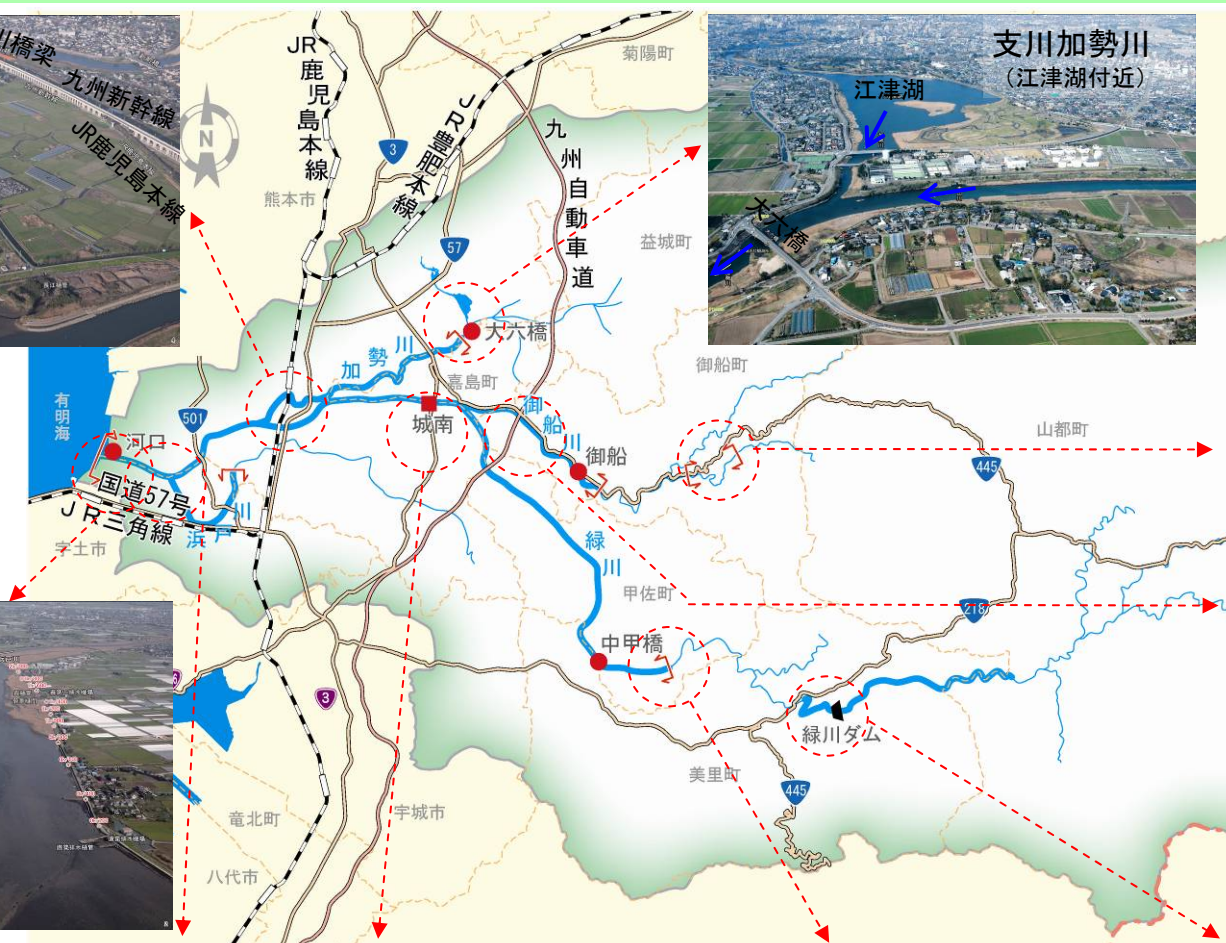 川橋梁
九州新幹線
JR鹿児島本線
N
JR鹿児島本線
JR豊肥本線
九州自動車道
菊陽町
3
熊本市
57
益城町
支川加勢川
(江津湖付近)
江津湖
大六橋
大六橋
加勢川
嘉島町
御船町
有明海
501
河口
城南
御船川
御船
山都町
445
国道57号
JR三角線
浜戸川
宇土市
緑川
甲佐町
218
中甲橋
3
緑川ダム
美里町
445
竜北町
宇城市
八代市